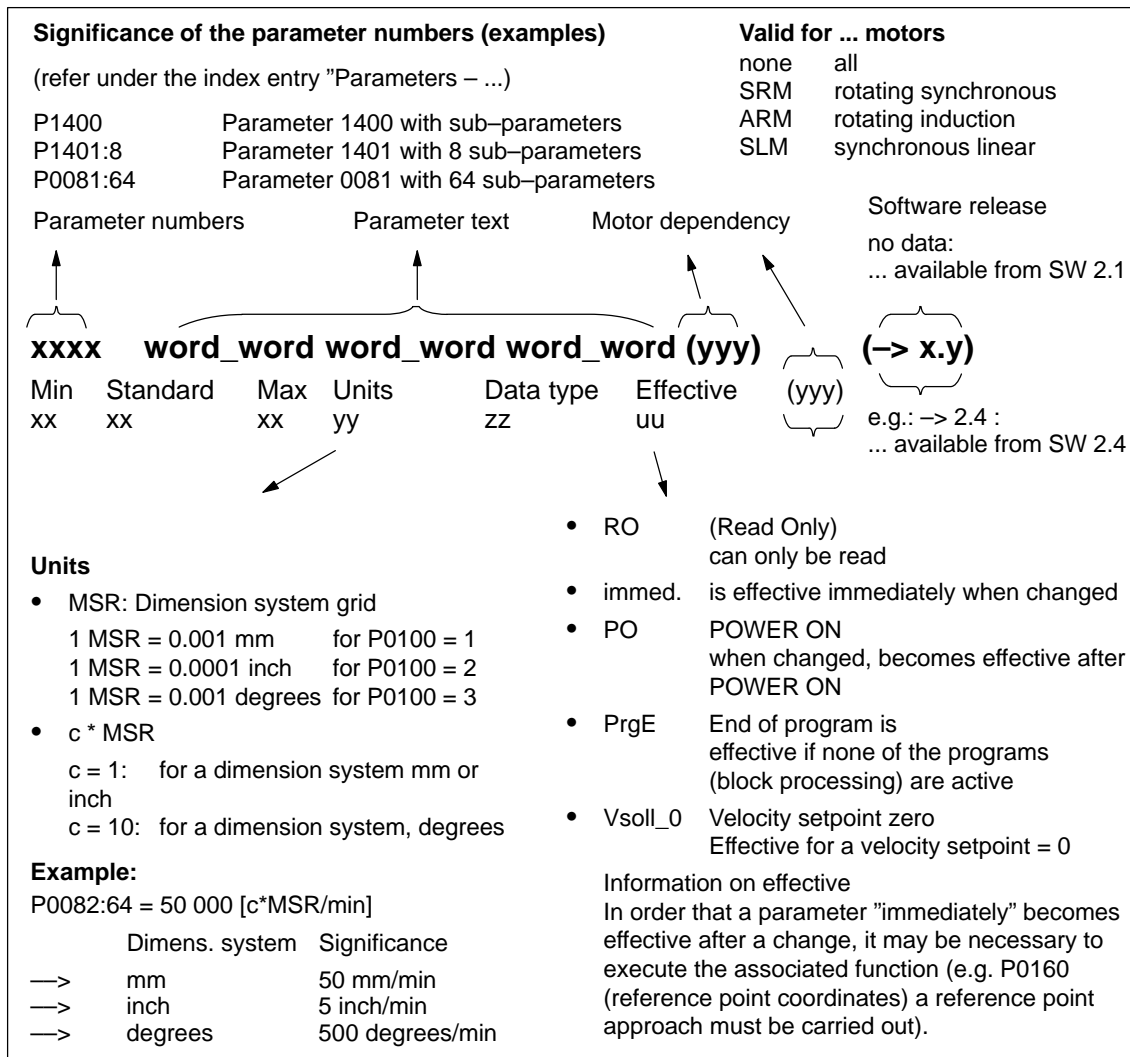 Significance of the parameter numbers (examples)
(refer under the index entry ”Parameters – ...)
P1400 Parameter 1400 with sub–parameters
P1401:8 Parameter 1401 with 8 sub–parameters
P0081:64 Parameter 0081 with 64 sub–parameters
Valid for ... motors
none all
SRM rotating synchronous
ARM rotating induction
SLM synchronous linear
Parameter numbers Parameter text Motor dependency
Software release
no data:
... available from SW 2.1
xxxx word_word word_word word_word (yyy) (–> x.y)
Min Standard Max Units Data type Effective (yyy)
xx xx xx yy zz uu
e.g.: –> 2.4 :
... available from SW 2.4
Units
• MSR: Dimension system grid
1 MSR = 0.001 mm for P0100 = 1
1 MSR = 0.0001 inch for P0100 = 2
1 MSR = 0.001 degrees for P0100 = 3
• c * MSR
c = 1: for a dimension system mm or
inch
c = 10: for a dimension system, degrees
Example:
P0082:64 = 50 000 [c*MSR/min]
Dimens. system Significance
––> mm 50 mm/min
––> inch 5 inch/min
––> degrees 500 degrees/min
• RO (Read Only)
can only be read
• immed. is effective immediately when changed
• PO POWER ON
when changed, becomes effective after
POWER ON
• PrgE End of program is
effective if none of the programs
(block processing) are active
• Vsoll_0 Velocity setpoint zero
Effective for a velocity setpoint = 0
Information on effective
In order that a parameter ”immediately” becomes
effective after a change, it may be necessary to
execute the associated function (e.g. P0160
(reference point coordinates) a reference point
approach must be carried out).